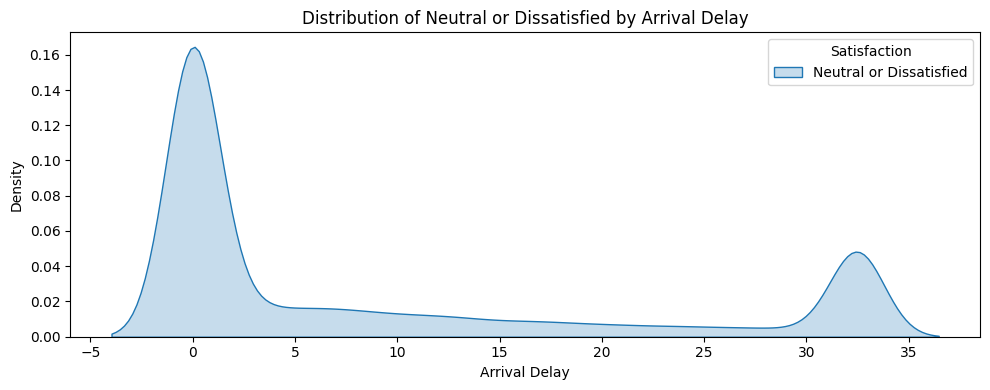 Distribution of Neutral or Dissatisfied by Arrival Delay
Satisfaction
Neutral or Dissatisfied
Density
0.16
0.14
0.12
0.10
0.08
0.06
0.04
0.02
0.00
−5 0 5 10 15 20 25 30 35
Arrival Delay